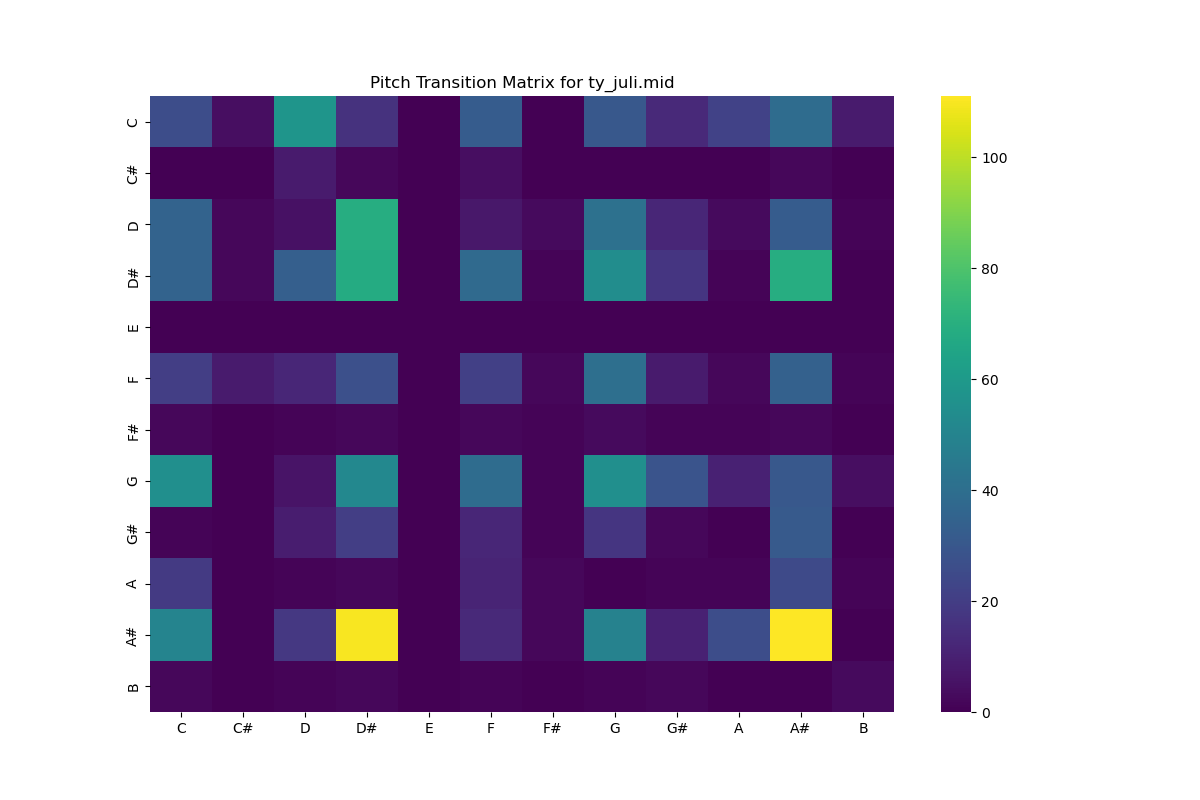 Pitch Transition Matrix for ty_juli.mid
C
C#
D
D#
E
F
F#
G
G#
A
A#
B
C C# D D# E F F# G G# A A# B
100
80
60
40
20
0